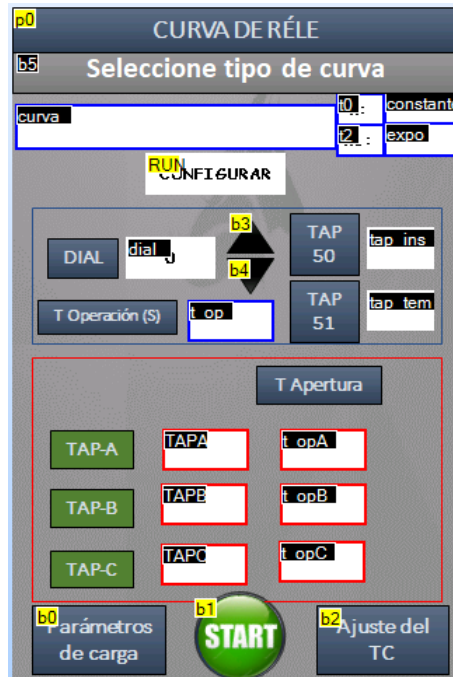 p0
CURVA DE RÉLE
b5
Seleccione tipo de curva
curva
t0 : constante
t2 : expo
RUN
CONFIGURAR
b3
DIAL
dial
b4
TAP
50
tap_ins
T Operación (S)
t_op
TAP
51
tap_tem
T Apertura
TAP-A
TAPA
t_opA
TAP-B
TAPB
t_opB
TAP-C
TAPC
t_opC
b0
Parámetros
de carga
b1
START
b2
Ajuste del
TC